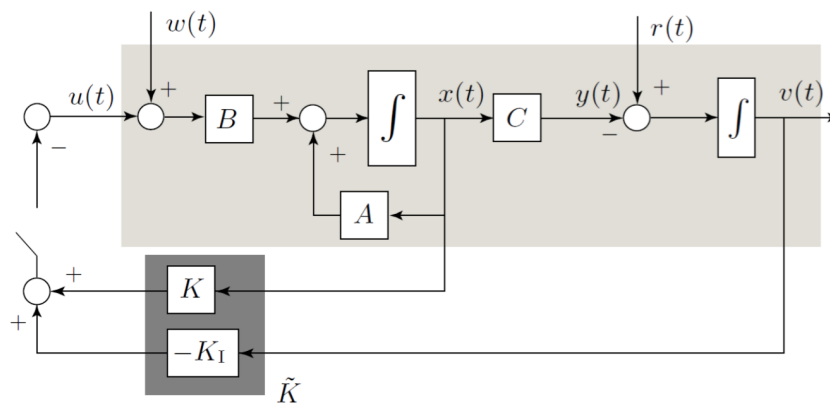 w(t)
r(t)
u(t) + B + ∫ x(t) C y(t) + ∫ v(t)
− + −
A
+ K
+ −K_I
K̃